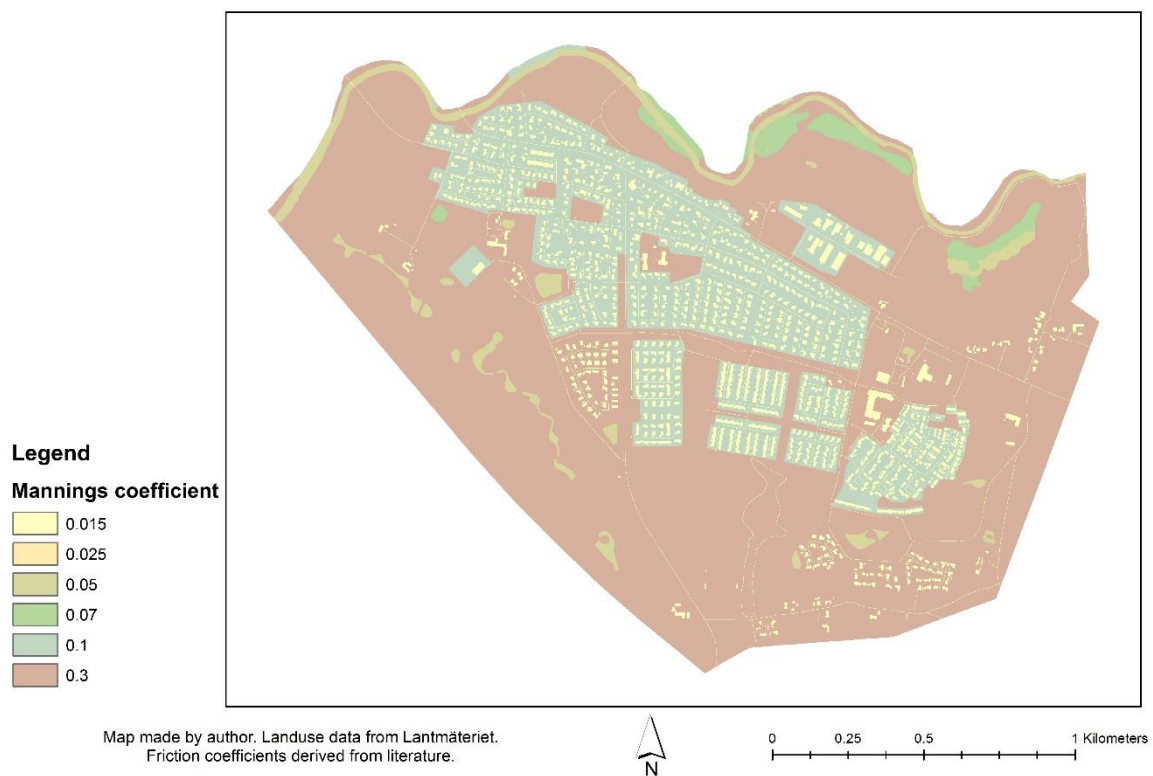 Legend
Mannings coefficient
0.015
0.025
0.05
0.07
0.1
0.3
Map made by author. Landuse data from Lantmäteriet.
Friction coefficients derived from literature.
N
0 0.25 0.5 1 Kilometers